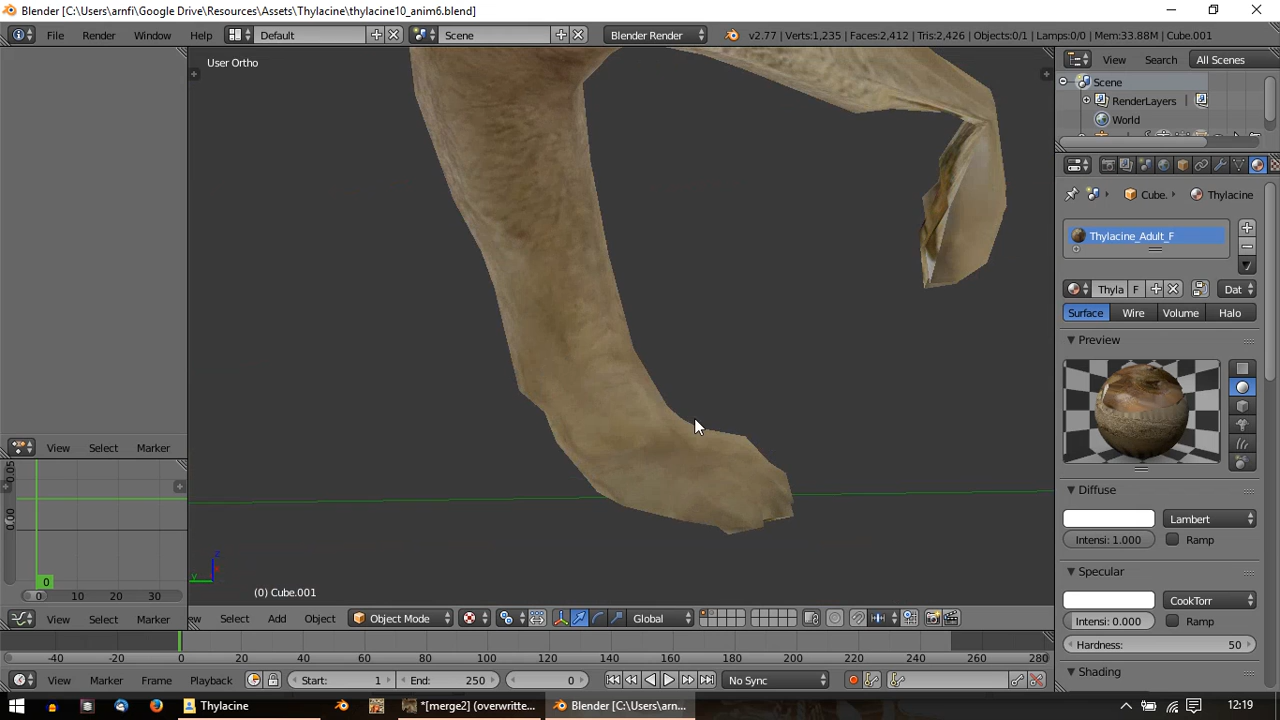 Blender [C:\Users\arnfi\Google Drive\Resources\Assets\Thylacine\thylacine10_anim6.blend]
File Render Window Help Default Scene Blender Render v2.77 | Verts:1,235 | Faces:2,412 | Tris:2,426 | Objects:0/1 | Lamps:0/0 | Mem:33.88M | Cube.001
User Ortho
View Search All Scenes
Scene
RenderLayers
World
Cube. Thylacine
Thylacine_Adult_F
Thyla F Dat
Surface Wire Volume Halo
Preview
View Select Marker
0.05
0.00
Diffuse
Lambert
Intensi: 1.000 Ramp
Specular
CookTorr
Intensi: 0.000 Ramp
Hardness: 50
Shading
Z
Y
0
0 10 20 30
(0) Cube.001
View Select Marker
ew Select Add Object Object Mode Global
-40 -20 0 20 40 60 80 100 120 140 160 180 200 220 240 260 280
View Marker Frame Playback Start: 1 End: 250 0 No Sync
Thylacine *[merge2] (overwritte... Blender [C:\Users\arn... 12:19